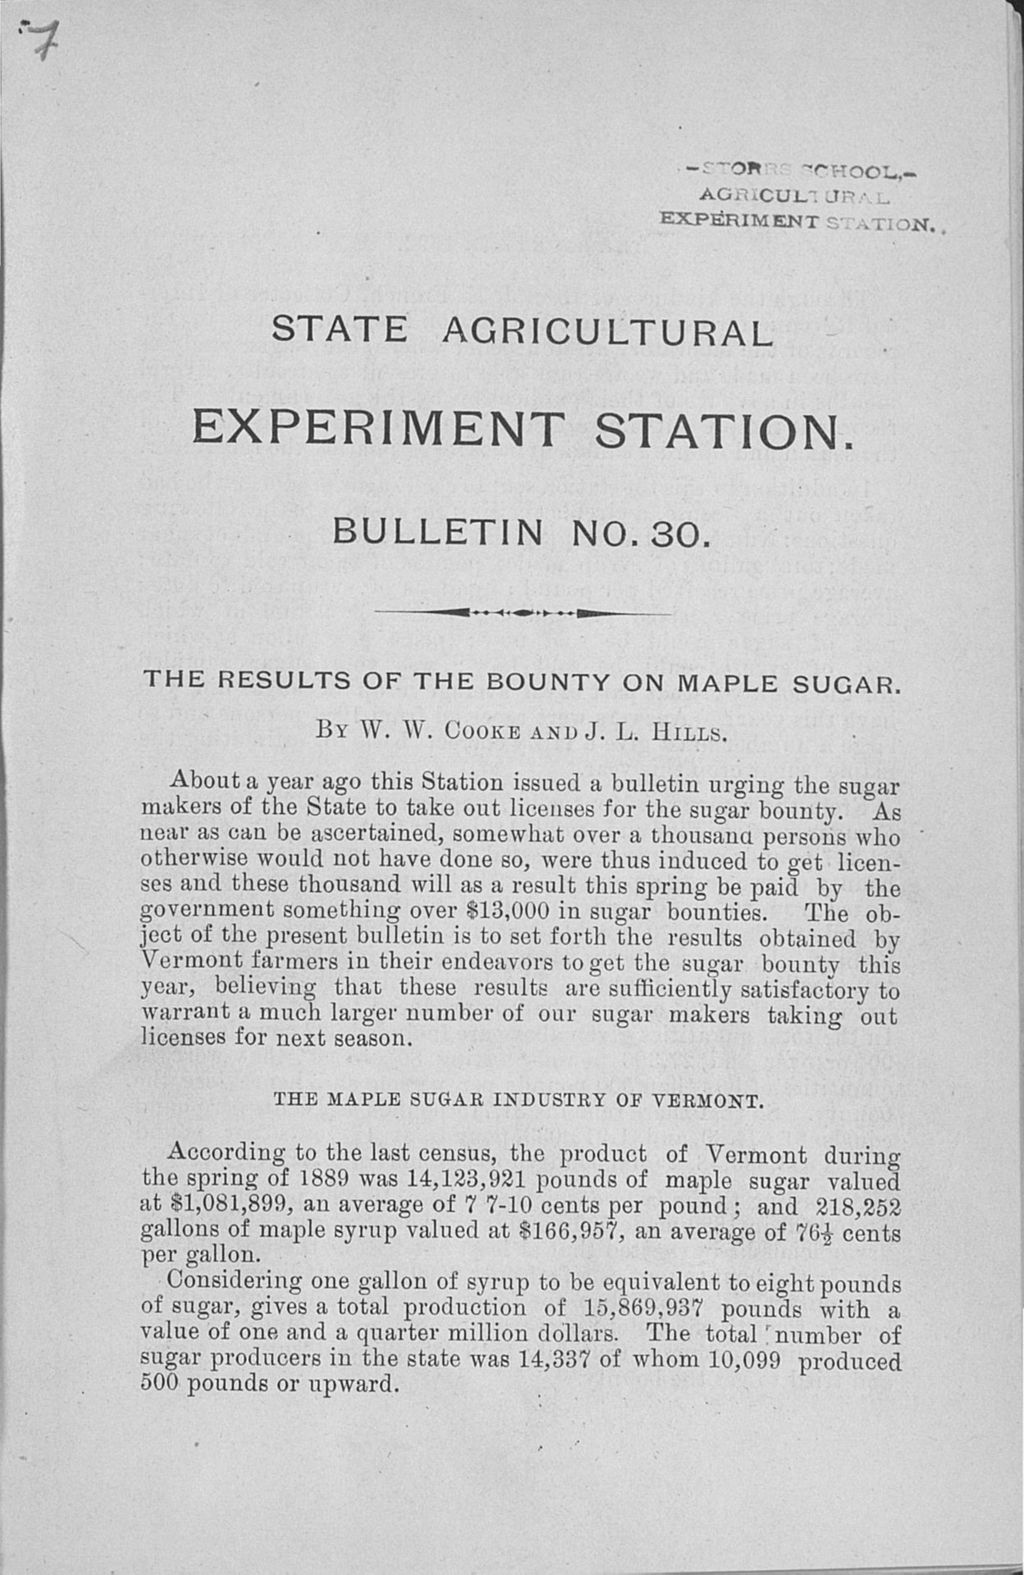 7
-STORRS SCHOOL,-
AGRICULTURAL
EXPERIMENT STATION.
STATE AGRICULTURAL
EXPERIMENT STATION.
BULLETIN NO. 30.
THE RESULTS OF THE BOUNTY ON MAPLE SUGAR.
BY W. W. COOKE AND J. L. HILLS.
About a year ago this Station issued a bulletin urging the sugar
makers of the State to take out licenses for the sugar bounty. As
near as can be ascertained, somewhat over a thousand persons who
otherwise would not have done so, were thus induced to get licen-
ses and these thousand will as a result this spring be paid by the
government something over $13,000 in sugar bounties. The ob-
ject of the present bulletin is to set forth the results obtained by
Vermont farmers in their endeavors to get the sugar bounty this
year, believing that these results are sufficiently satisfactory to
warrant a much larger number of our sugar makers taking out
licenses for next season.
THE MAPLE SUGAR INDUSTRY OF VERMONT.
According to the last census, the product of Vermont during
the spring of 1889 was 14,123,921 pounds of maple sugar valued
at $1,081,899, an average of 7 7-10 cents per pound; and 218,252
gallons of maple syrup valued at $166,957, an average of 76½ cents
per gallon.
Considering one gallon of syrup to be equivalent to eight pounds
of sugar, gives a total production of 15,869,937 pounds with a
value of one and a quarter million dollars. The total number of
sugar producers in the state was 14,337 of whom 10,099 produced
500 pounds or upward.